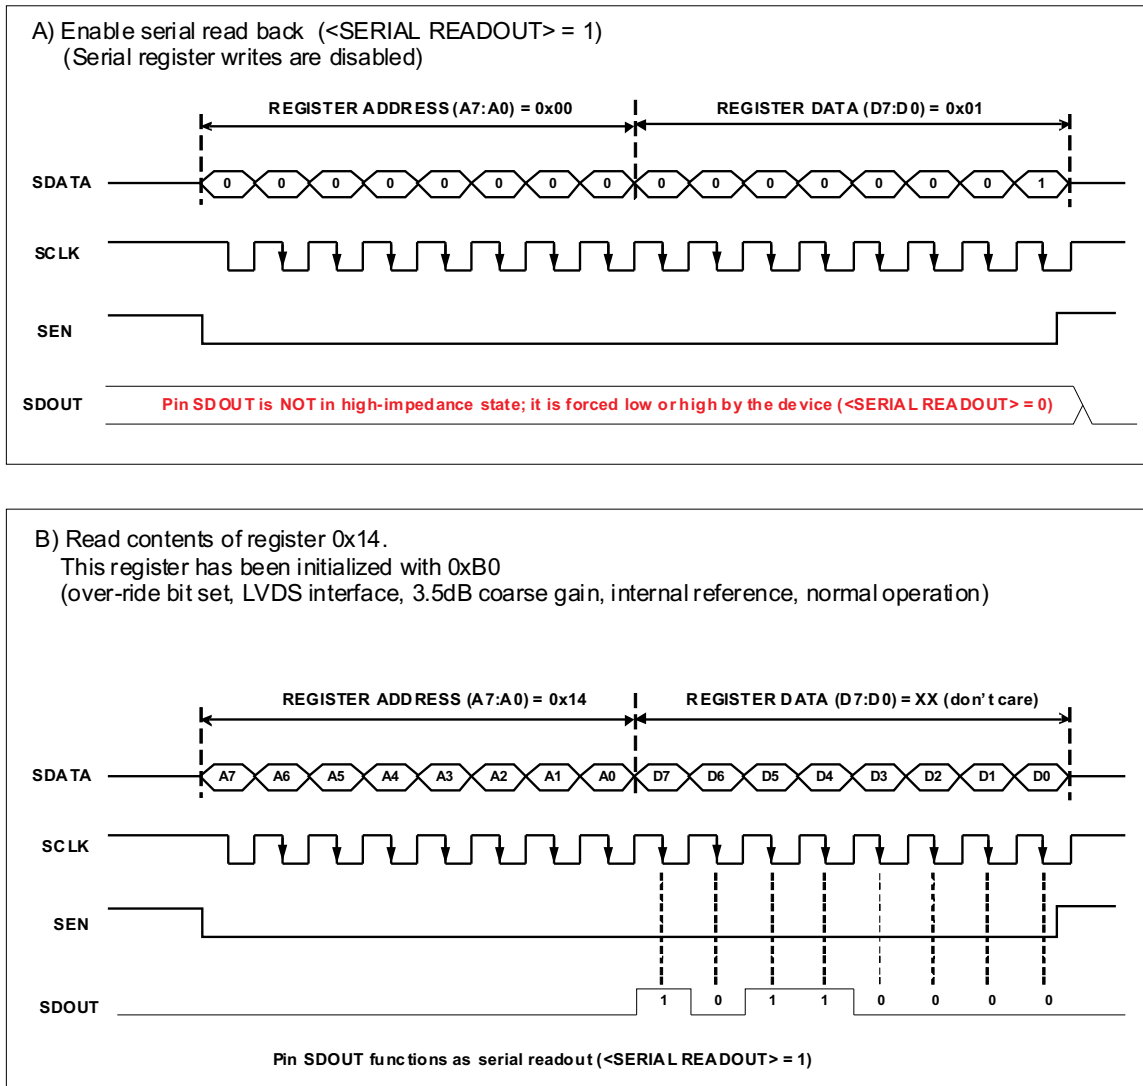 A) Enable serial read back (<SERIAL READOUT> = 1)
(Serial register writes are disabled)
REGISTER ADDRESS (A7:A0) = 0x00 REGISTER DATA (D7:D0) = 0x01
SDATA 0 0 0 0 0 0 0 0 0 0 0 0 0 0 0 1
SCLK
SEN
SDOUT Pin SDOUT is NOT in high-impedance state; it is forced low or high by the device (<SERIAL READOUT> = 0)
B) Read contents of register 0x14.
This register has been initialized with 0xB0
(over-ride bit set, LVDS interface, 3.5dB coarse gain, internal reference, normal operation)
REGISTER ADDRESS (A7:A0) = 0x14 REGISTER DATA (D7:D0) = XX (don't care)
SDATA A7 A6 A5 A4 A3 A2 A1 A0 D7 D6 D5 D4 D3 D2 D1 D0
SCLK
SEN
SDOUT 1 0 1 1 0 0 0 0
Pin SDOUT functions as serial readout (<SERIAL READOUT> = 1)